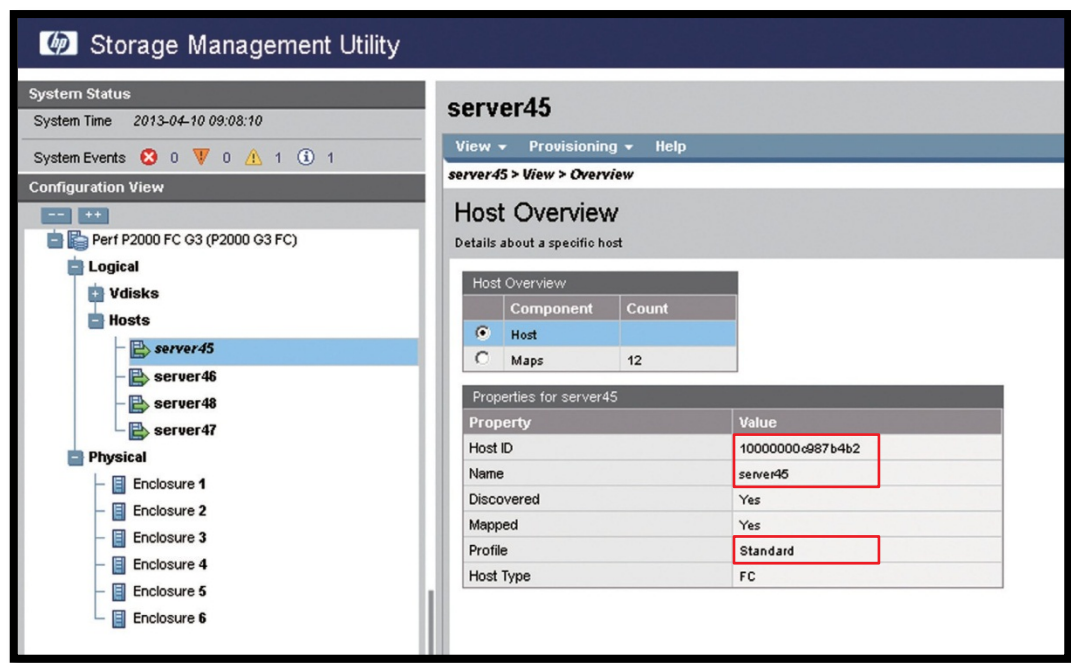 hp Storage Management Utility
System Status
System Time 2013-04-10 09:08:10
System Events 0 0 1 1
Configuration View
-- ++
Perf P2000 FC G3 (P2000 G3 FC)
Logical
Vdisks
Hosts
server45
server46
server48
server47
Physical
Enclosure 1
Enclosure 2
Enclosure 3
Enclosure 4
Enclosure 5
Enclosure 6
server45
View Provisioning Help
server45 > View > Overview
Host Overview
Details about a specific host
Host Overview
Component Count
Host
Maps 12
Properties for server45
Property Value
Host ID 10000000c987b4b2
Name server45
Discovered Yes
Mapped Yes
Profile Standard
Host Type FC